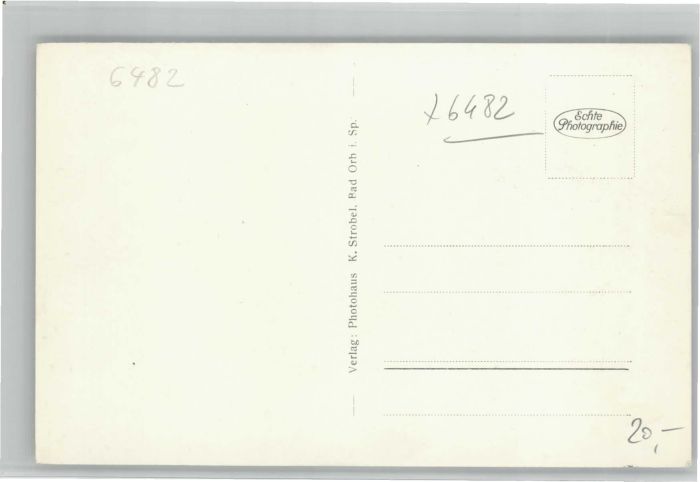 6482
x6482
Echte
Photographie
Verlag: Photohaus K. Strobel, Bad Orb i. Sp.
20,—